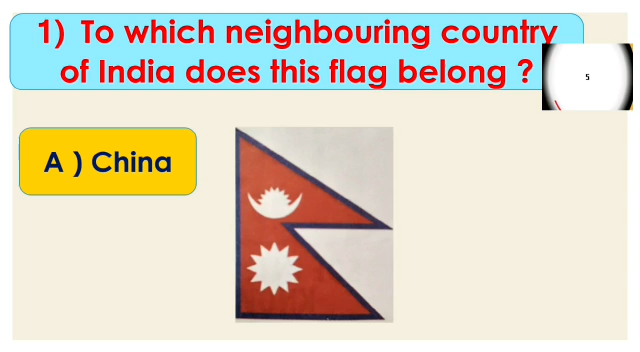 1) To which neighbouring country
of India does this flag belong ?
5
A ) China